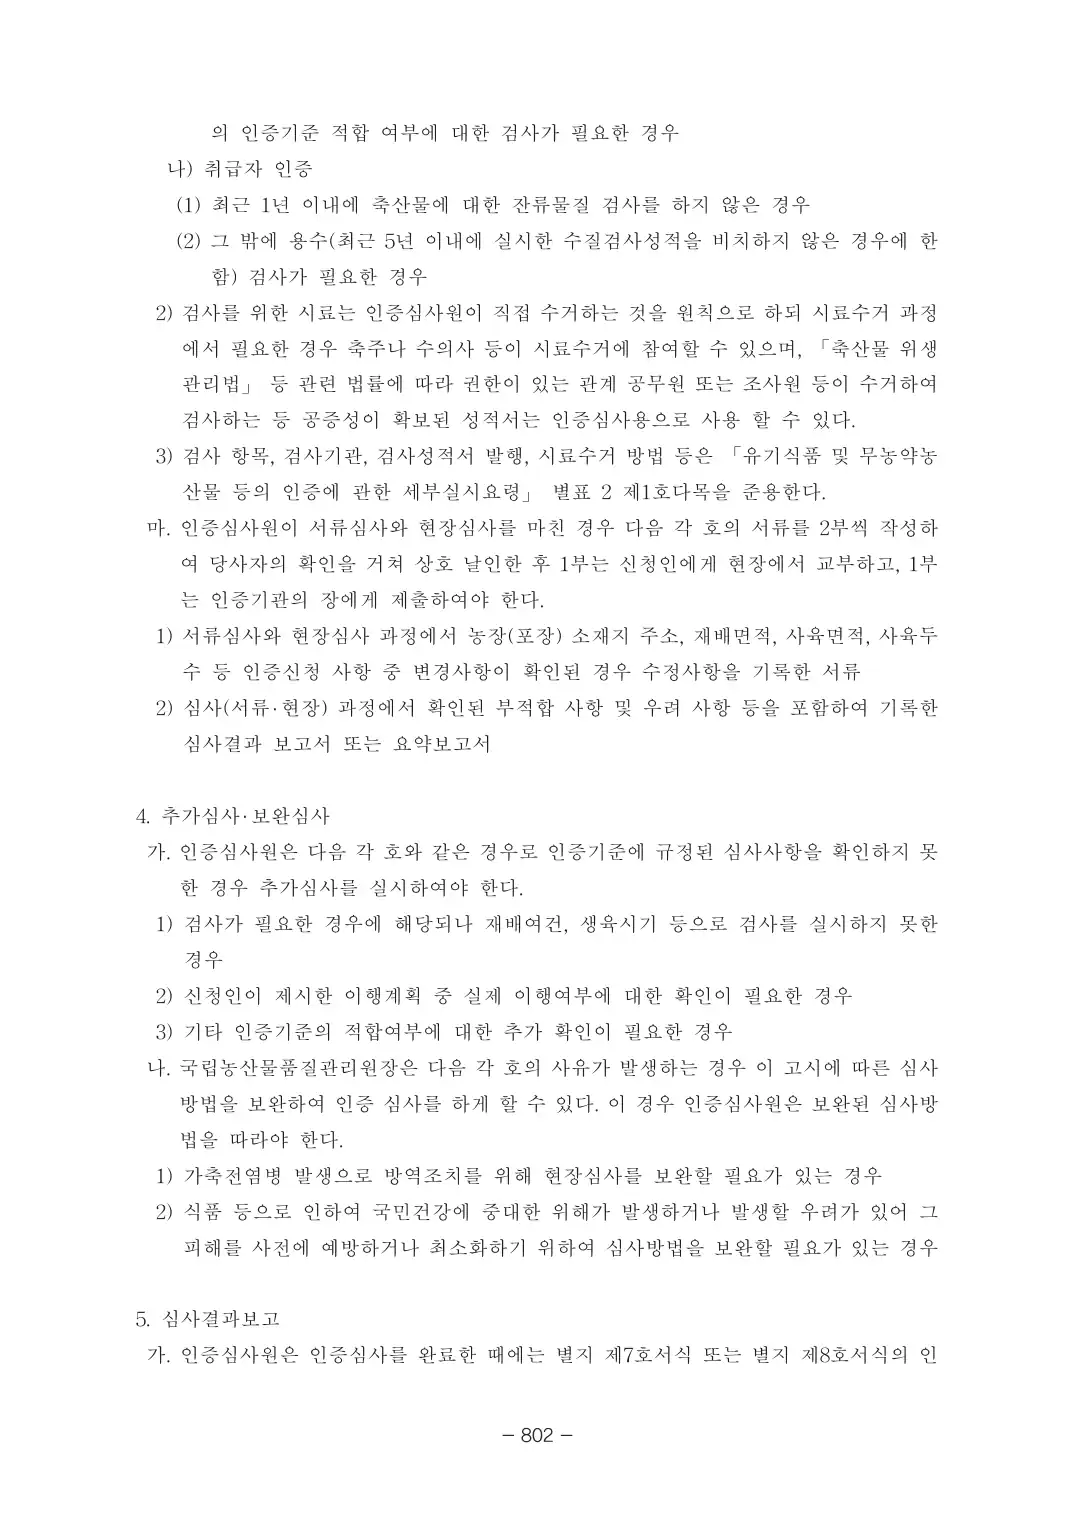 의 인증기준 적합 여부에 대한 검사가 필요한 경우
나) 취급자 인증
(1) 최근 1년 이내에 축산물에 대한 잔류물질 검사를 하지 않은 경우
(2) 그 밖에 용수(최근 5년 이내에 실시한 수질검사성적을 비치하지 않은 경우에 한
함) 검사가 필요한 경우
2) 검사를 위한 시료는 인증심사원이 직접 수거하는 것을 원칙으로 하되 시료수거 과정
에서 필요한 경우 축주나 수의사 등이 시료수거에 참여할 수 있으며, 「축산물 위생
관리법」 등 관련 법률에 따라 권한이 있는 관계 공무원 또는 조사원 등이 수거하여
검사하는 등 공증성이 확보된 성적서는 인증심사용으로 사용 할 수 있다.
3) 검사 항목, 검사기관, 검사성적서 발행, 시료수거 방법 등은 「유기식품 및 무농약농
산물 등의 인증에 관한 세부실시요령」 별표 2 제1호다목을 준용한다.
마. 인증심사원이 서류심사와 현장심사를 마친 경우 다음 각 호의 서류를 2부씩 작성하
여 당사자의 확인을 거쳐 상호 날인한 후 1부는 신청인에게 현장에서 교부하고, 1부
는 인증기관의 장에게 제출하여야 한다.
1) 서류심사와 현장심사 과정에서 농장(포장) 소재지 주소, 재배면적, 사육면적, 사육두
수 등 인증신청 사항 중 변경사항이 확인된 경우 수정사항을 기록한 서류
2) 심사(서류·현장) 과정에서 확인된 부적합 사항 및 우려 사항 등을 포함하여 기록한
심사결과 보고서 또는 요약보고서
4. 추가심사·보완심사
가. 인증심사원은 다음 각 호와 같은 경우로 인증기준에 규정된 심사사항을 확인하지 못
한 경우 추가심사를 실시하여야 한다.
1) 검사가 필요한 경우에 해당되나 재배여건, 생육시기 등으로 검사를 실시하지 못한
경우
2) 신청인이 제시한 이행계획 중 실제 이행여부에 대한 확인이 필요한 경우
3) 기타 인증기준의 적합여부에 대한 추가 확인이 필요한 경우
나. 국립농산물품질관리원장은 다음 각 호의 사유가 발생하는 경우 이 고시에 따른 심사
방법을 보완하여 인증 심사를 하게 할 수 있다. 이 경우 인증심사원은 보완된 심사방
법을 따라야 한다.
1) 가축전염병 발생으로 방역조치를 위해 현장심사를 보완할 필요가 있는 경우
2) 식품 등으로 인하여 국민건강에 중대한 위해가 발생하거나 발생할 우려가 있어 그
피해를 사전에 예방하거나 최소화하기 위하여 심사방법을 보완할 필요가 있는 경우
5. 심사결과보고
가. 인증심사원은 인증심사를 완료한 때에는 별지 제7호서식 또는 별지 제8호서식의 인
- 802 -